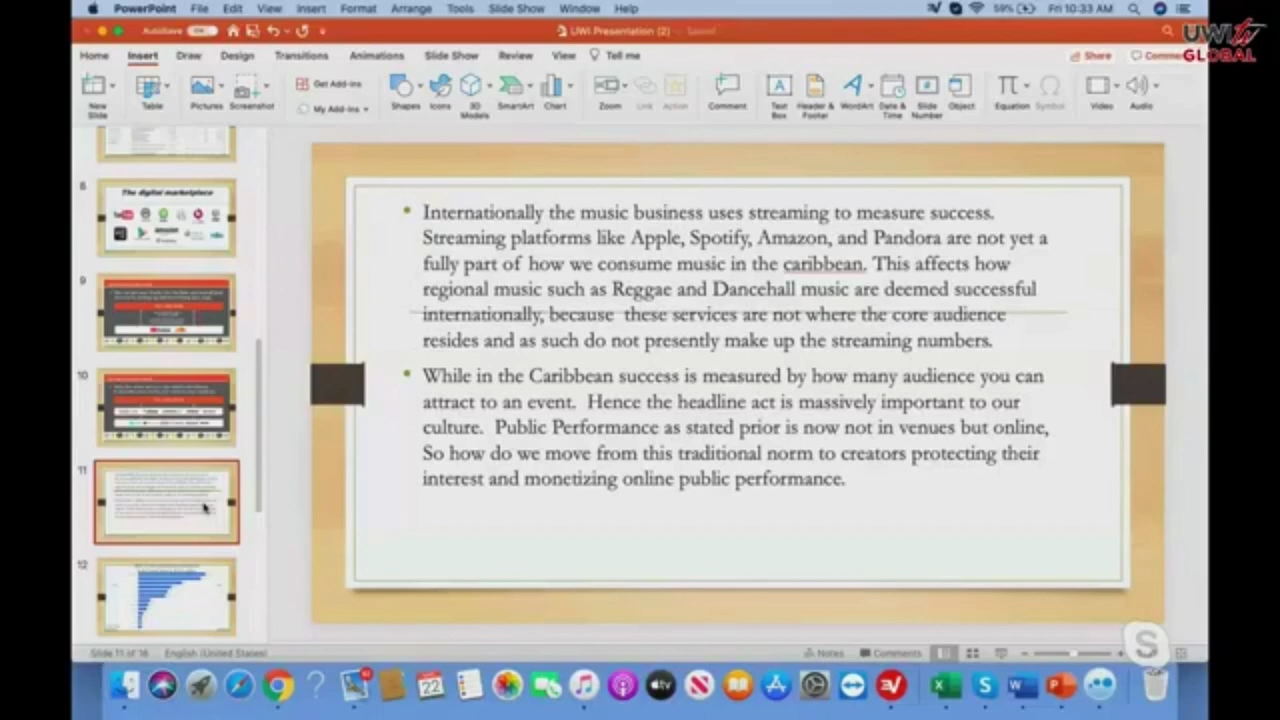 PowerPoint File Edit View Insert Format Arrange Tools Slide Show Window Help 59% Fri 10:33 AM
AutoSave UWI Presentation (2) Saved
UWI tv
GLOBAL
Home Insert Draw Design Transitions Animations Slide Show Review View Tell me Share Comme
Get Add-ins
My Add-ins
New Slide Table Pictures Screenshot Shapes Icons 3D Models SmartArt Chart Zoom Link Action Comment Text Box Header & Footer WordArt Date & Time Slide Number Object Equation Symbol Video Audio
8
The digital marketplace
9
10
11
12
• Internationally the music business uses streaming to measure success.
Streaming platforms like Apple, Spotify, Amazon, and Pandora are not yet a
fully part of how we consume music in the caribbean. This affects how
regional music such as Reggae and Dancehall music are deemed successful
internationally, because these services are not where the core audience
resides and as such do not presently make up the streaming numbers.
• While in the Caribbean success is measured by how many audience you can
attract to an event. Hence the headline act is massively important to our
culture. Public Performance as stated prior is now not in venues but online,
So how do we move from this traditional norm to creators protecting their
interest and monetizing online public performance.
Slide 11 of 16 English (United States) Notes Comments
22